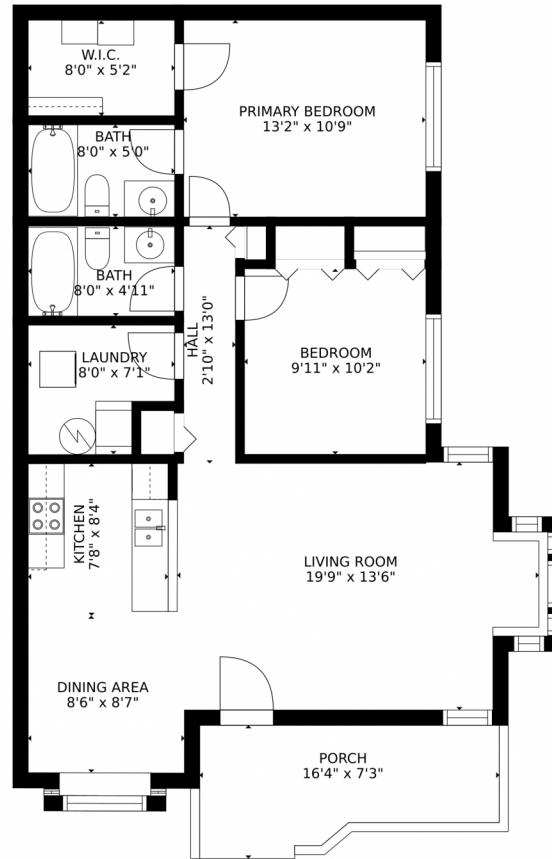 W.I.C.
8'0" x 5'2"
PRIMARY BEDROOM
13'2" x 10'9"
BATH
8'0" x 5'0"
BATH
8'0" x 4'11"
HALL
2'10" x 13'0"
BEDROOM
9'11" x 10'2"
LAUNDRY
8'0" x 7'1"
KITCHEN
7'8" x 8'4"
LIVING ROOM
19'9" x 13'6"
DINING AREA
8'6" x 8'7"
PORCH
16'4" x 7'3"